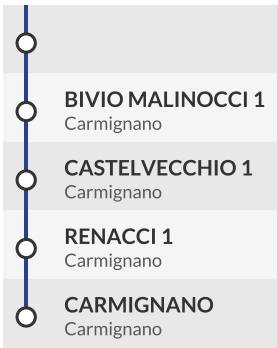 BIVIO MALINOCCI 1
Carmignano
CASTELVECCHIO 1
Carmignano
RENACCI 1
Carmignano
CARMIGNANO
Carmignano